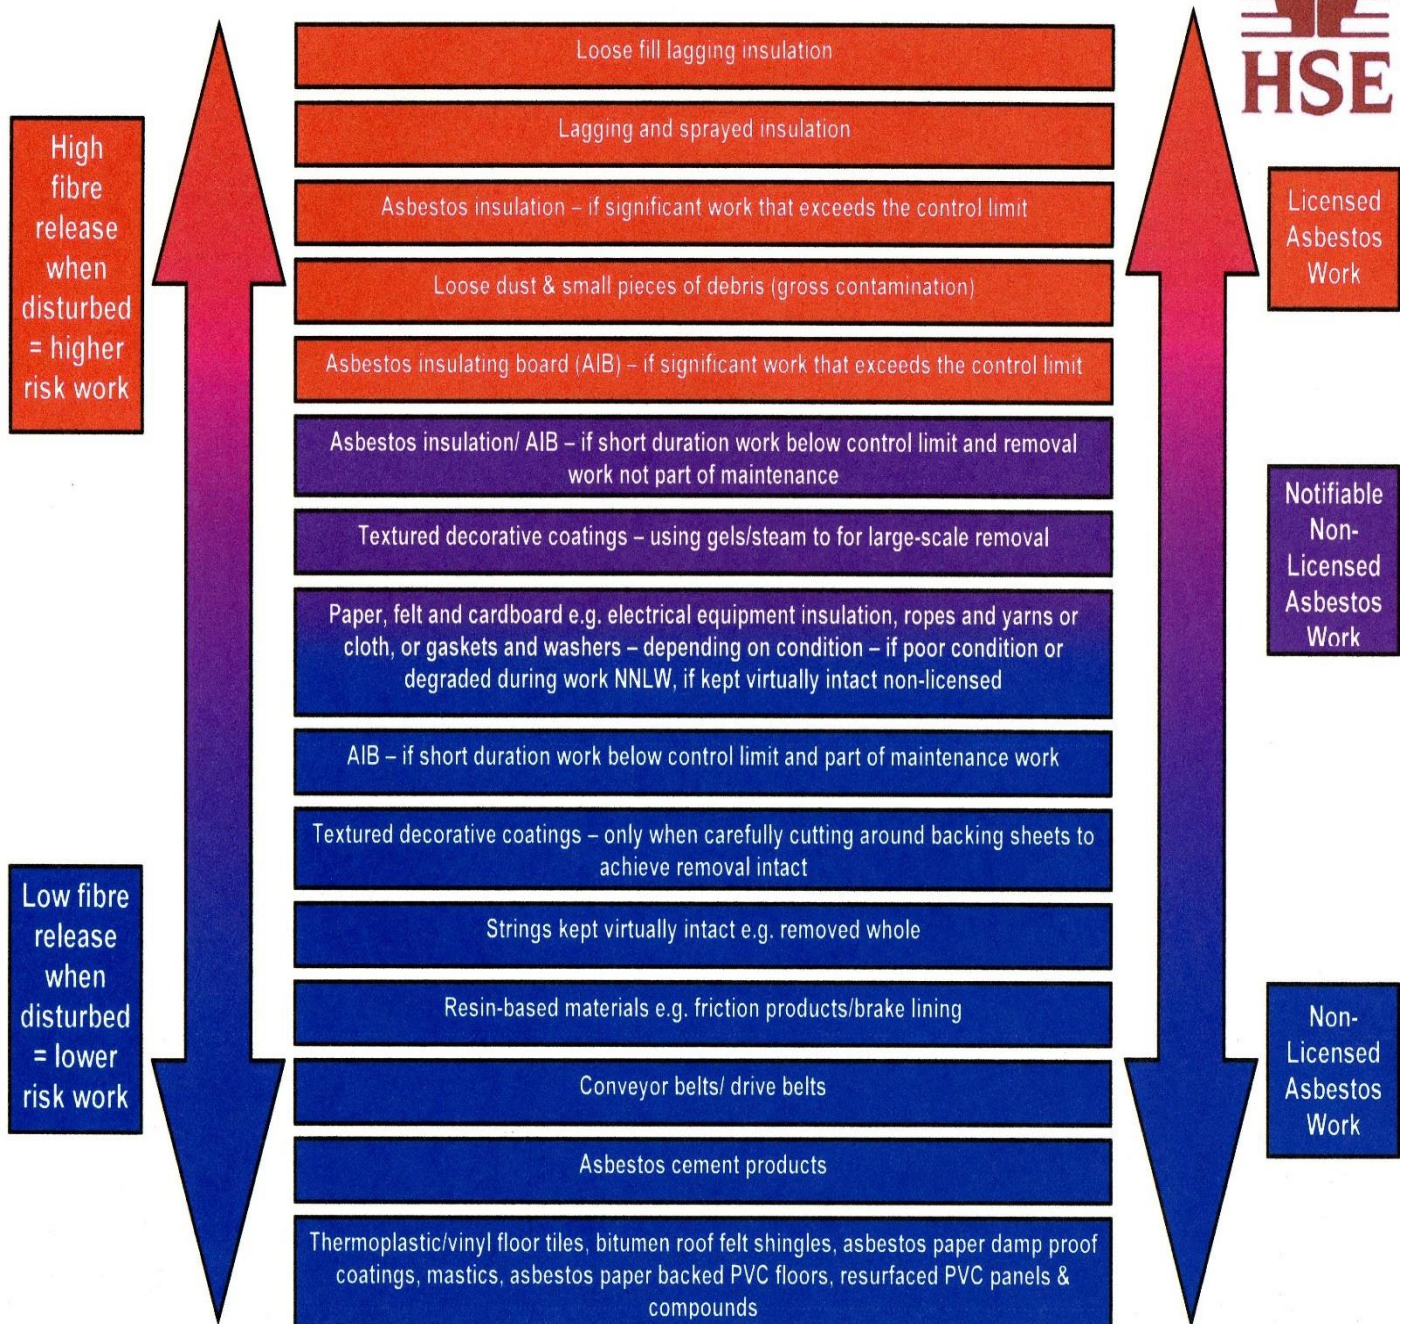 HSE
Loose fill lagging insulation
Lagging and sprayed insulation
Asbestos insulation – if significant work that exceeds the control limit
Loose dust & small pieces of debris (gross contamination)
Asbestos insulating board (AIB) – if significant work that exceeds the control limit
Asbestos insulation/ AIB – if short duration work below control limit and removal
work not part of maintenance
Textured decorative coatings – using gels/steam to for large-scale removal
Paper, felt and cardboard e.g. electrical equipment insulation, ropes and yarns or
cloth, or gaskets and washers – depending on condition – if poor condition or
degraded during work NNLW, if kept virtually intact non-licensed
AIB – if short duration work below control limit and part of maintenance work
Textured decorative coatings – only when carefully cutting around backing sheets to
achieve removal intact
Strings kept virtually intact e.g. removed whole
Resin-based materials e.g. friction products/brake lining
Conveyor belts/ drive belts
Asbestos cement products
Thermoplastic/vinyl floor tiles, bitumen roof felt shingles, asbestos paper damp proof
coatings, mastics, asbestos paper backed PVC floors, resurfaced PVC panels &
compounds
High
fibre
release
when
disturbed
= higher
risk work
Low fibre
release
when
disturbed
= lower
risk work
Licensed
Asbestos
Work
Notifiable
Non-
Licensed
Asbestos
Work
Non-
Licensed
Asbestos
Work